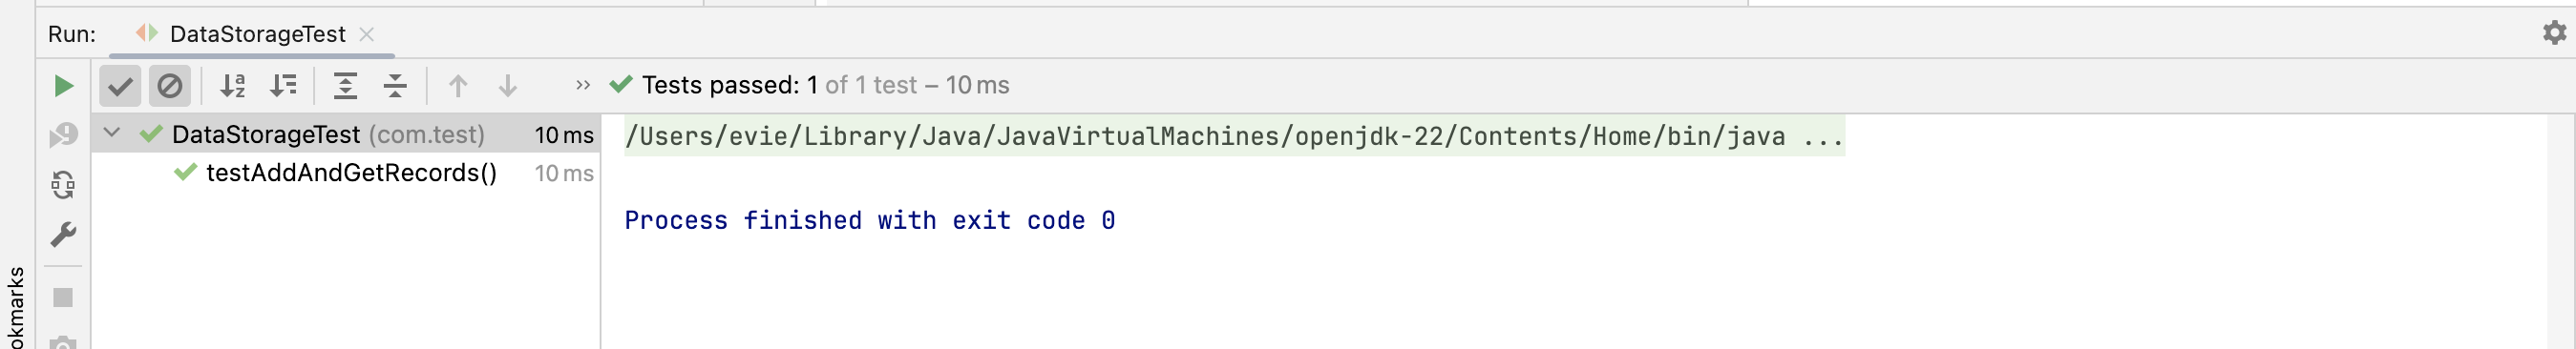 Run: DataStorageTest
Tests passed: 1 of 1 test – 10 ms
DataStorageTest (com.test) 10 ms
testAddAndGetRecords() 10 ms
/Users/evie/Library/Java/JavaVirtualMachines/openjdk-22/Contents/Home/bin/java ...
Process finished with exit code 0
okmarks